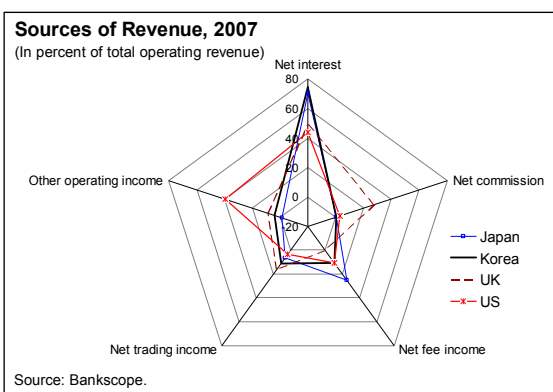 Sources of Revenue, 2007
(In percent of total operating revenue)
Net interest
80
60
40
20
0
-20
Other operating income
Net commission
Net trading income
Net fee income
Japan
Korea
UK
US
Source: Bankscope.